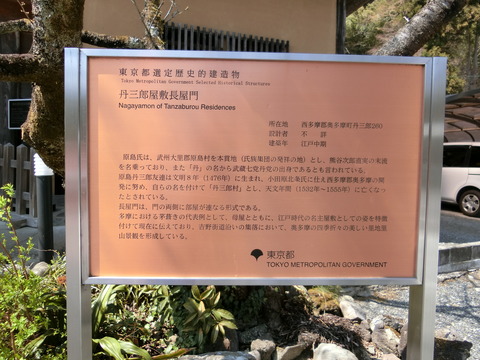 東京都選定歴史的建造物
Tokyo Metropolitan Government Selected Historical Structures
丹三郎屋敷長屋門
Nagayamon of Tanzaburou Residences
所在地 西多摩郡奥多摩町丹三郎260
設計者 不 詳
建築年 江戸中期
原島氏は、武州大里郡原島村を本貫地（氏族集団の発祥の地）とし、熊谷次郎直実の末流
を名乗っており、また「丹」の名から武蔵七党丹党の出身であるとも言われている。
原島丹三郎友連は文明８年（1476年）に生まれ、小田原北条氏に仕え西多摩郡奥多摩の開
発に努め、自らの名を付けて「丹三郎村」とし、天文年間（1532年～1555年）に亡くなっ
たとされている。
長屋門は、門の両側に部屋が連なる形式である。
多摩における茅葺きの代表例として、母屋とともに、江戸時代の名主屋敷としての姿を特徴
付けて現在に伝えており、吉野街道沿いの集落において、奥多摩の四季折々の美しい原地里
山景観を形成している。
東京都
TOKYO METROPOLITAN GOVERNMENT